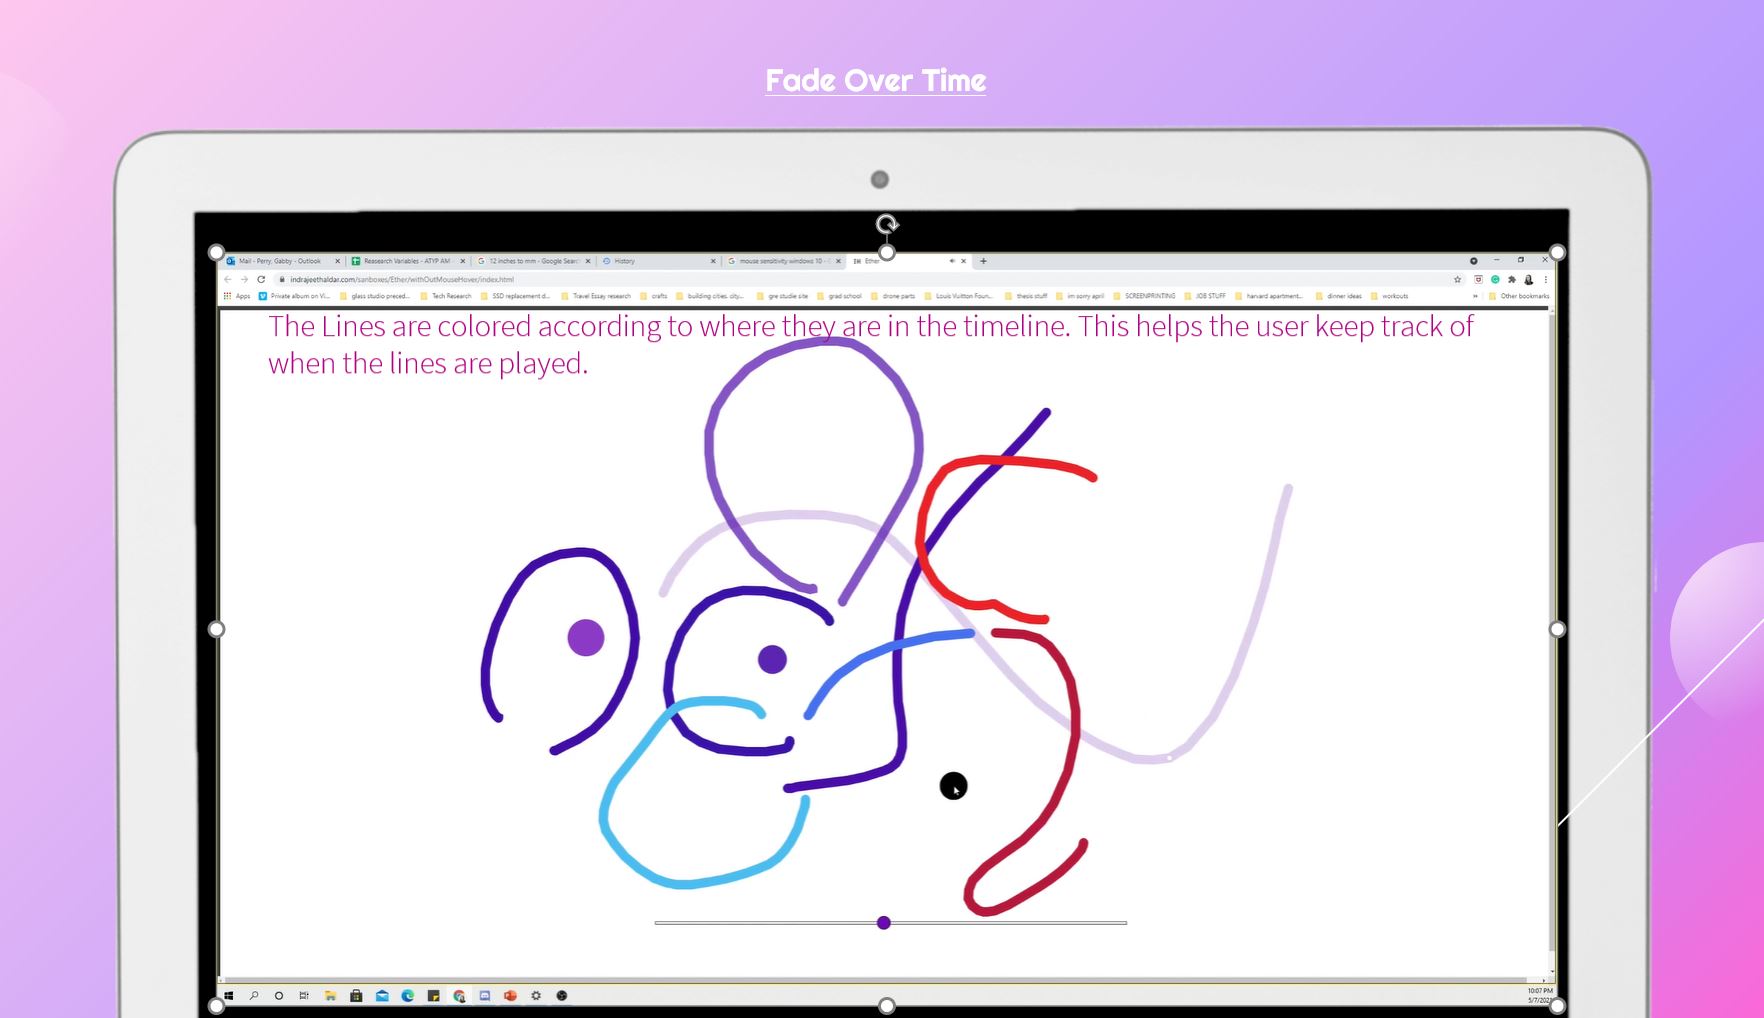 Fade Over Time
Mail - Perry, Gabby - Outlook
Reasearch Variables - ATYP AM
12 inches to mm - Google Searc
History
mouse sensitivity windows 10 -
Ether
indrajeethaldar.com/sanboxes/Ether/withOutMouseHover/index.html
Apps
Private album on Vi...
glass studio preced...
Tech Research
SSD replacement d...
Travel Essay research
crafts
building cities. city...
gre studio site
grad school
drone parts
Louis Vuitton Foun...
thesis stuff
im sorry april
SCREENPRINTING
JOB STUFF
harvard apartment...
dinner ideas
workouts
»
Other bookmarks
The Lines are colored according to where they are in the timeline. This helps the user keep track of
when the lines are played.
10:07 PM
5/7/2021